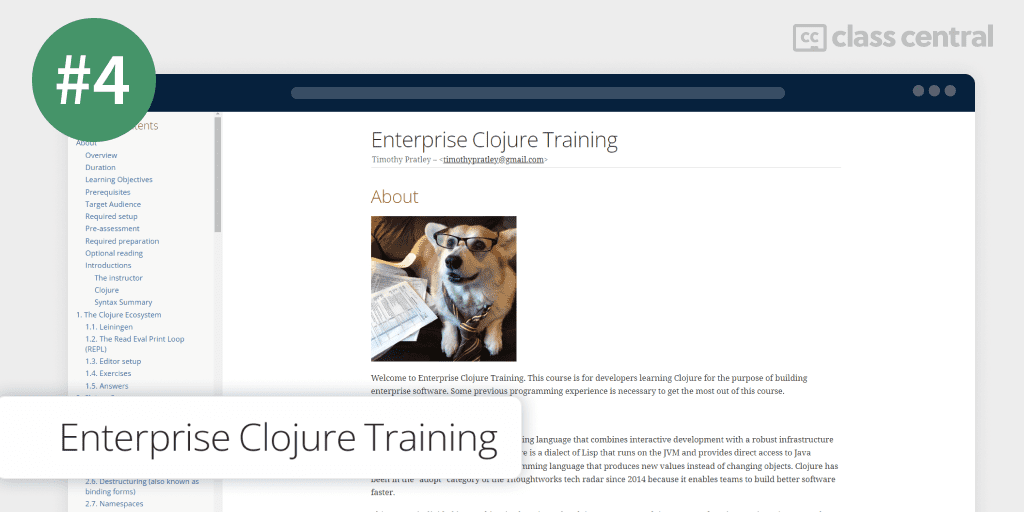 #4
class central
ents
About
Overview
Duration
Learning Objectives
Prerequisites
Target Audience
Required setup
Pre-assessment
Required preparation
Optional reading
Introductions
The instructor
Clojure
Syntax Summary
1. The Clojure Ecosystem
1.1. Leiningen
1.2. The Read Eval Print Loop
(REPL)
1.3. Editor setup
1.4. Exercises
1.5. Answers
2.6. Destructuring (also known as
binding forms)
2.7. Namespaces
Enterprise Clojure Training
Timothy Pratley – <timothypratley@gmail.com>
About
Welcome to Enterprise Clojure Training. This course is for developers learning Clojure for the purpose of building
enterprise software. Some previous programming experience is necessary to get the most out of this course.
ing language that combines interactive development with a robust infrastructure
re is a dialect of Lisp that runs on the JVM and provides direct access to Java
mming language that produces new values instead of changing objects. Clojure has
been in the "adopt" category of the Thoughtworks tech radar since 2014 because it enables teams to build better software
faster.
Enterprise Clojure Training